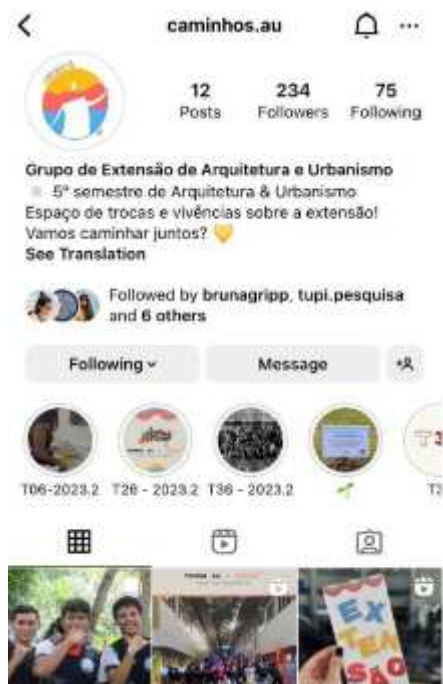 caminhos.au
12 234 75
Posts Followers Following
Grupo de Extensão de Arquitetura e Urbanismo
5ª semestre de Arquitetura & Urbanismo
Espaço de trocas e vivências sobre a extensão!
Vamos caminhar juntos? 💛
See Translation
Followed by brunagripp, tupi.pesquisa
and 6 others
Following Message
T06-2023.2 T26 - 2023.2 T36 - 2023.2 🌱 T3
EX
TEN
SÃO